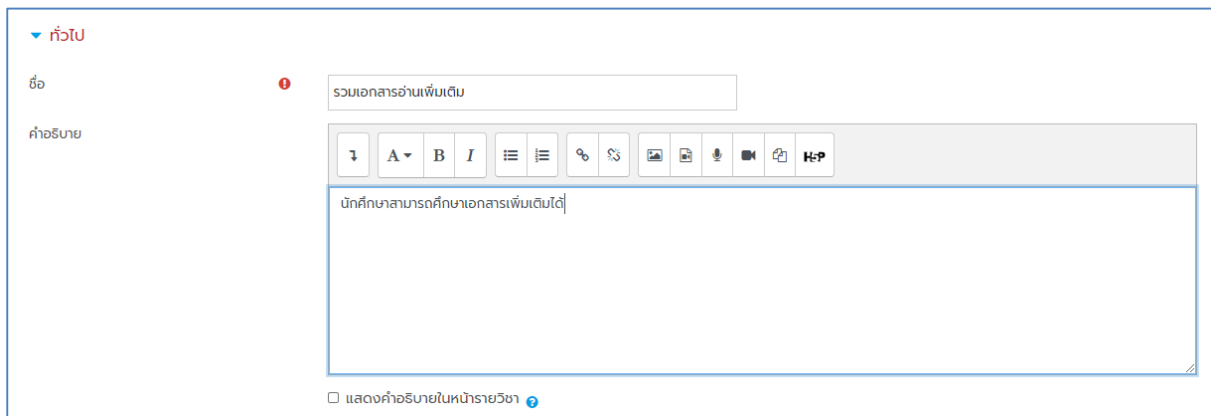 ทั่วไป
ชื่อ
รวมเอกสารอ่านเพิ่มเติม
คำอธิบาย
A B I H5P
นักศึกษาสามารถศึกษาเอกสารเพิ่มเติมได้
แสดงคำอธิบายในหน้ารายวิชา